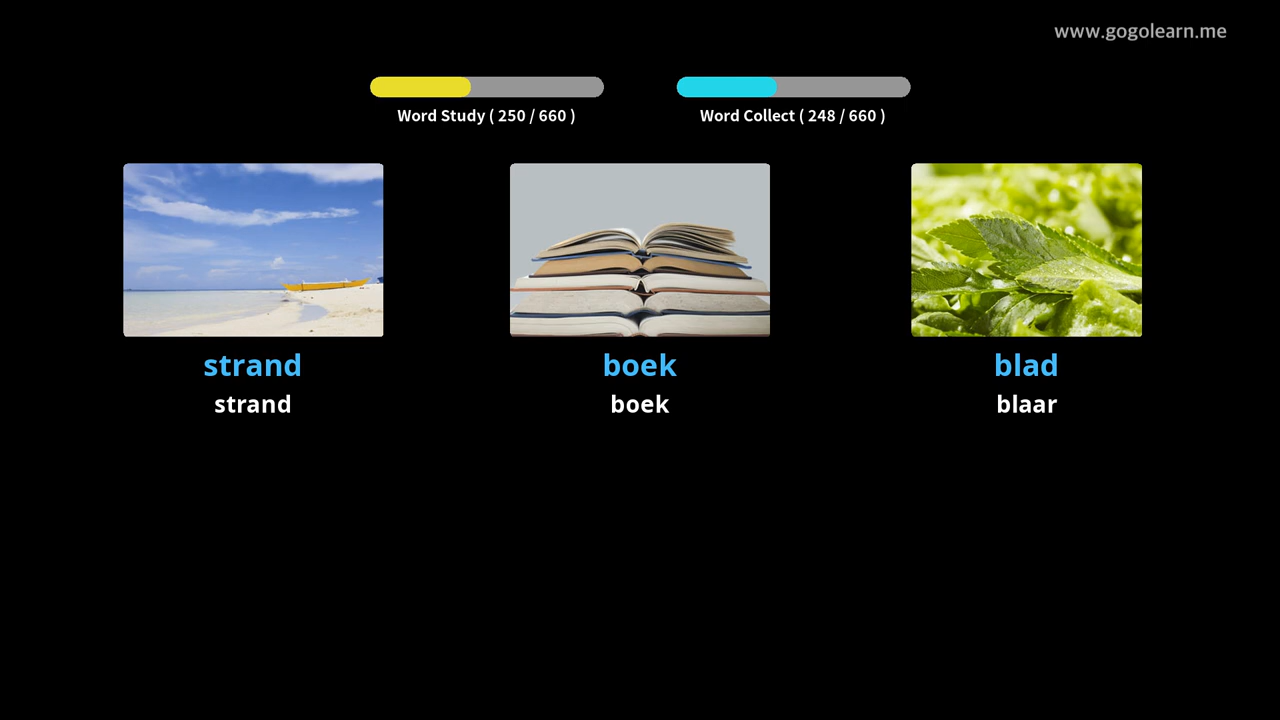 www.gogolearn.me
Word Study ( 250 / 660 )
Word Collect ( 248 / 660 )
strand
boek
blad
strand
boek
blaar